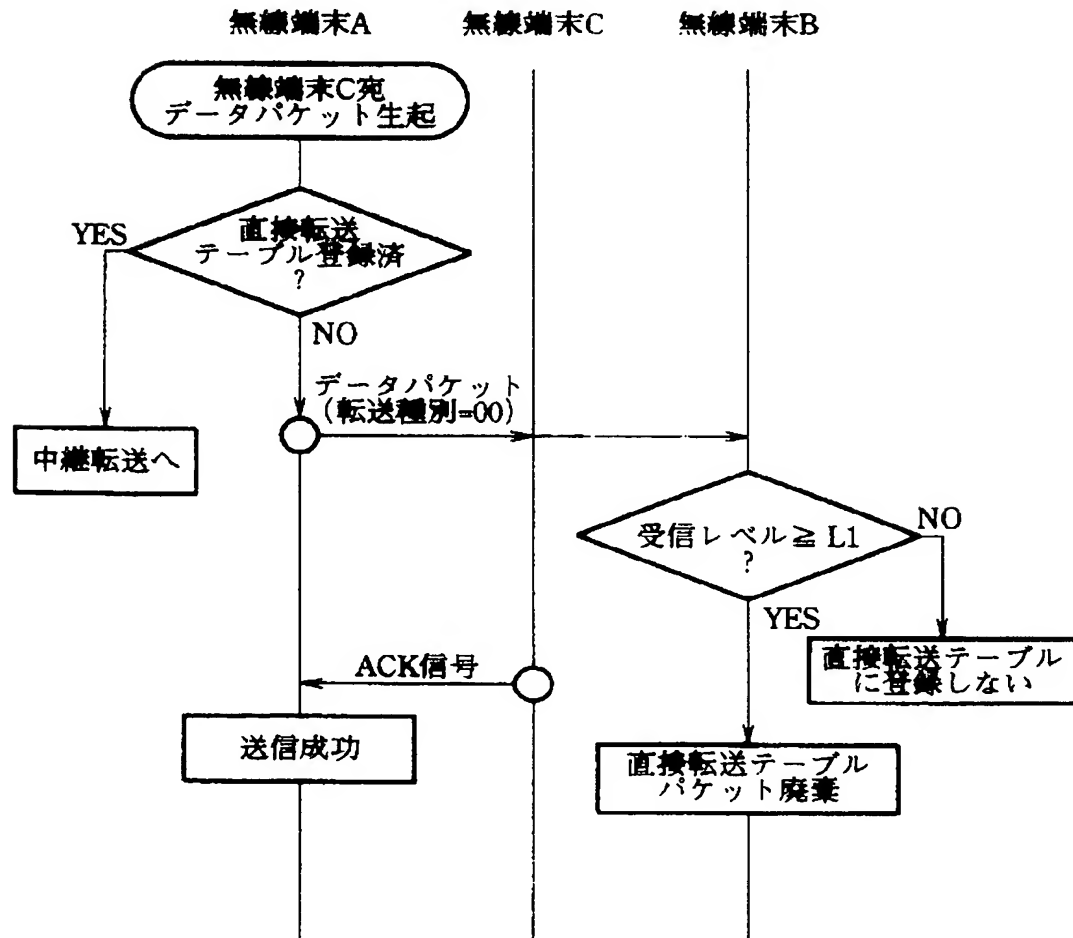 無線端末A
無線端末C
無線端末B
無線端末C宛
データパケット生起
YES
直接転送
テーブル登録済
?
NO
データパケット
(転送種別=00)
中継転送へ
受信レベル≧L1
?
NO
YES
直接転送テーブル
に登録しない
ACK信号
送信成功
直接転送テーブル
パケット廃棄